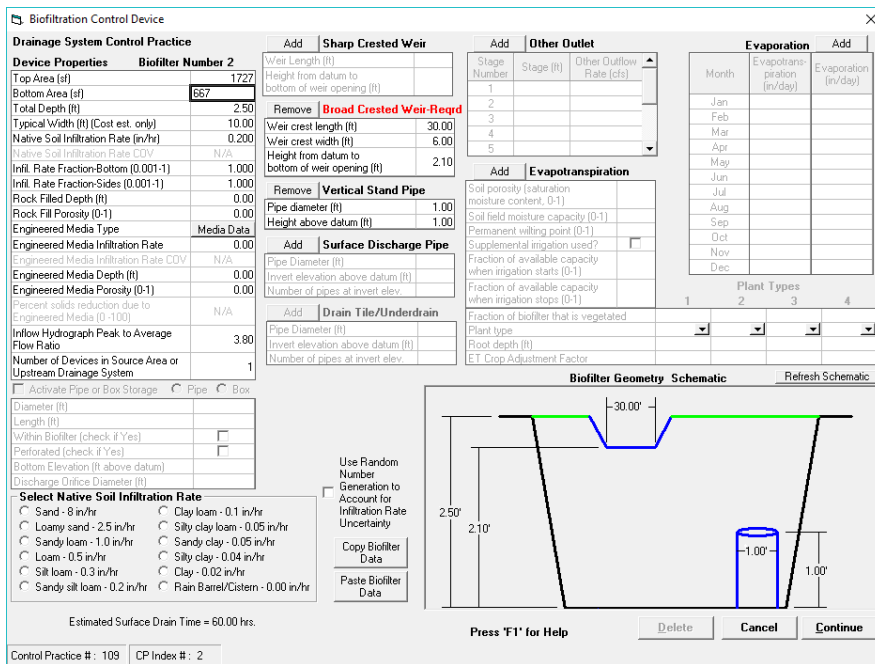 Biofiltration Control Device
Drainage System Control Practice
Device Properties Biofilter Number 2
Top Area (sf) 1727
Bottom Area (sf) 667
Total Depth (ft) 2.50
Typical Width (ft) (Cost est. only) 10.00
Native Soil Infiltration Rate (in/hr) 0.200
Native Soil Infiltration Rate COV N/A
Infil. Rate Fraction-Bottom (0.001-1) 1.000
Infil. Rate Fraction-Sides (0.001-1) 1.000
Rock Filled Depth (ft) 0.00
Rock Fill Porosity (0-1) 0.00
Engineered Media Type Media Data
Engineered Media Infiltration Rate 0.00
Engineered Media Infiltration Rate COV N/A
Engineered Media Depth (ft) 0.00
Engineered Media Porosity (0-1) 0.00
Percent solids reduction due to
Engineered Media (0 -100) N/A
Inflow Hydrograph Peak to Average
Flow Ratio 3.80
Number of Devices in Source Area or
Upstream Drainage System 1
Activate Pipe or Box Storage Pipe Box
Diameter (ft)
Length (ft)
Within Biofilter (check if Yes)
Perforated (check if Yes)
Bottom Elevation (ft above datum)
Discharge Orifice Diameter (ft)
Select Native Soil Infiltration Rate
Sand - 8 in/hr
Loamy sand - 2.5 in/hr
Sandy loam - 1.0 in/hr
Loam - 0.5 in/hr
Silt loam - 0.3 in/hr
Sandy silt loam - 0.2 in/hr
Clay loam - 0.1 in/hr
Silty clay loam - 0.05 in/hr
Sandy clay - 0.05 in/hr
Silty clay - 0.04 in/hr
Clay - 0.02 in/hr
Rain Barrel/Cistern - 0.00 in/hr
Estimated Surface Drain Time = 60.00 hrs.
Control Practice # : 109 CP Index # : 2
Add Sharp Crested Weir
Weir Length (ft)
Height from datum to
bottom of weir opening (ft)
Remove Broad Crested Weir-Reqrd
Weir crest length (ft) 30.00
Weir crest width (ft) 6.00
Height from datum to
bottom of weir opening (ft) 2.10
Remove Vertical Stand Pipe
Pipe diameter (ft) 1.00
Height above datum (ft) 1.00
Add Surface Discharge Pipe
Pipe Diameter (ft)
Invert elevation above datum (ft)
Number of pipes at invert elev.
Add Drain Tile/Underdrain
Pipe Diameter (ft)
Invert elevation above datum (ft)
Number of pipes at invert elev.
Use Random
Number
Generation to
Account for
Infiltration Rate
Uncertainty
Copy Biofilter
Data
Paste Biofilter
Data
Add Other Outlet
Stage
Number
Stage (ft)
Other Outflow
Rate (cfs)
1
2
3
4
5
Add Evapotranspiration
Soil porosity (saturation
moisture content, 0-1)
Soil field moisture capacity (0-1)
Permanent wilting point (0-1)
Supplemental irrigation used?
Fraction of available capacity
when irrigation starts (0-1)
Fraction of available capacity
when irrigation stops (0-1)
Fraction of biofilter that is vegetated
Plant type
Root depth (ft)
ET Crop Adjustment Factor
Evaporation Add
Month
Evapotrans-
piration
(in/day)
Evaporation
(in/day)
Jan
Feb
Mar
Apr
May
Jun
Jul
Aug
Sep
Oct
Nov
Dec
Plant Types
1 2 3 4
Biofilter Geometry Schematic Refresh Schematic
30.00'
2.50'
2.10'
1.00'
1.00'
Press 'F1' for Help
Delete Cancel Continue